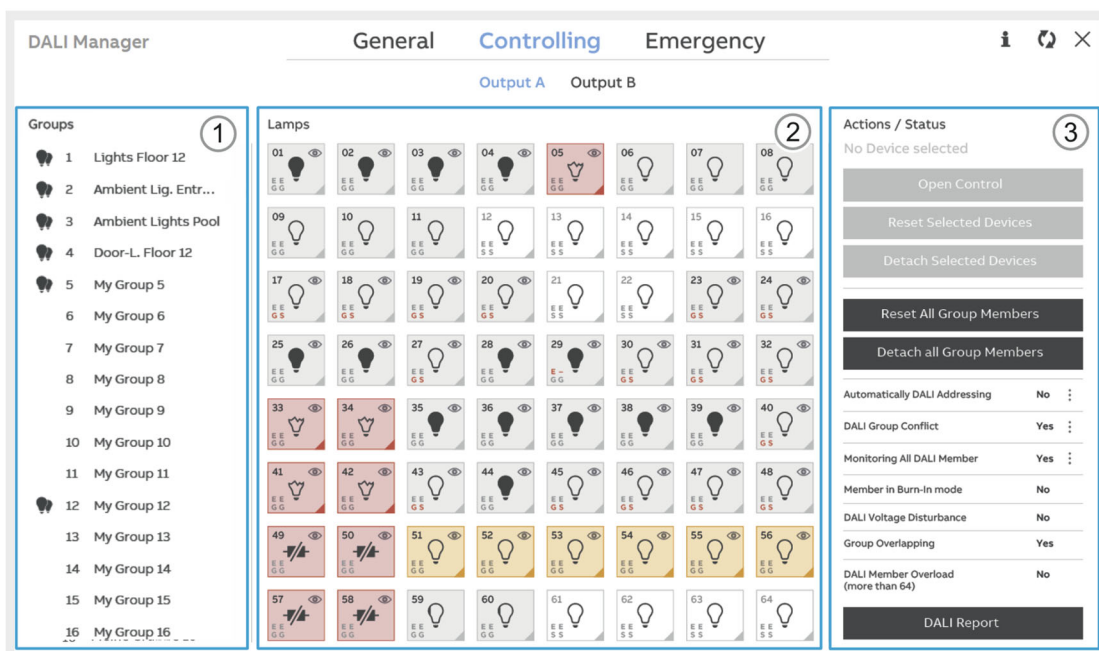 DALI Manager
General Controlling Emergency
i
Output A Output B
Groups
1
1 Lights Floor 12
2 Ambient Lig. Entr...
3 Ambient Lights Pool
4 Door-L. Floor 12
5 My Group 5
6 My Group 6
7 My Group 7
8 My Group 8
9 My Group 9
10 My Group 10
11 My Group 11
12 My Group 12
13 My Group 13
14 My Group 14
15 My Group 15
16 My Group 16
Lamps
2
01 02 03 04 05 06 07 08
E E E E E E E E E E E E E E E E
G G G G G G G G G G G G G G G G
09 10 11 12 13 14 15 16
E E E E E E E E E E E E E E E E
G G G G G G S S S S S S S S S S
17 18 19 20 21 22 23 24
E E E E E E E E E E E E E E E E
G S G S G S G S S S S S G S G S
25 26 27 28 29 30 31 32
E E E E E E E E E – E E E E E E
G G G G G S G G G G G S G S G S
33 34 35 36 37 38 39 40
E E E E E E E E E E E E E E E E
G G G G G G G G G G G G G G G S
41 42 43 44 45 46 47 48
E E E E E E E E E E E E E E E E
G G G G G S G G G S G S G S G S
49 50 51 52 53 54 55 56
E E E E E E E E E E E E E E E E
G G G G G G G G G G G G G G G G
57 58 59 60 61 62 63 64
E E E E E E E E E E E E E E E E
G G G G G G G G S S S S S S S S
Actions / Status
3
No Device selected
Open Control
Reset Selected Devices
Detach Selected Devices
Reset All Group Members
Detach all Group Members
Automatically DALI Addressing No
DALI Group Conflict Yes
Monitoring All DALI Member Yes
Member in Burn-In mode No
DALI Voltage Disturbance No
Group Overlapping Yes
DALI Member Overload No
(more than 64)
DALI Report